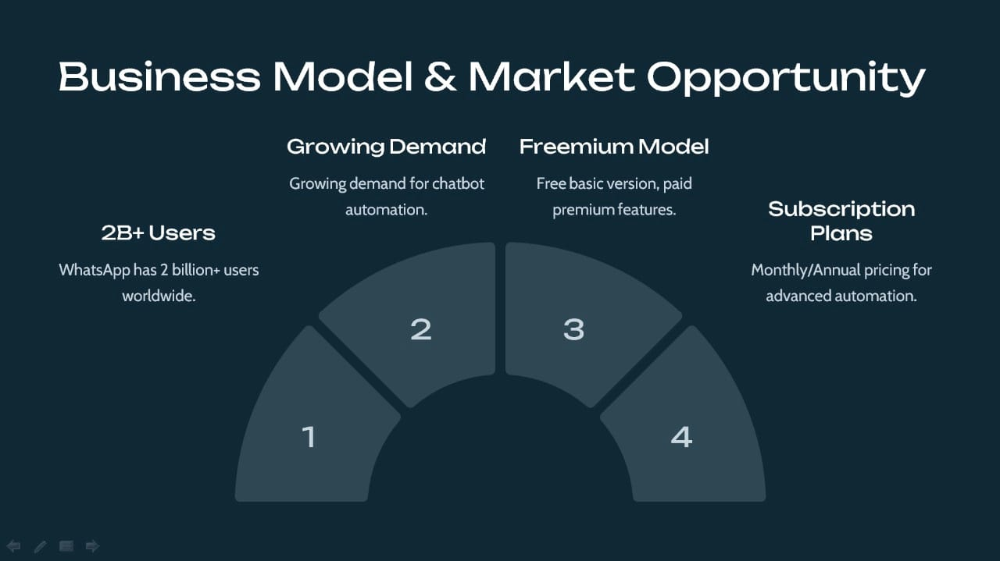 Business Model & Market Opportunity
2B+ Users
WhatsApp has 2 billion+ users
worldwide.
Growing Demand
Growing demand for chatbot
automation.
Freemium Model
Free basic version, paid
premium features.
Subscription
Plans
Monthly/Annual pricing for
advanced automation.
1
2
3
4